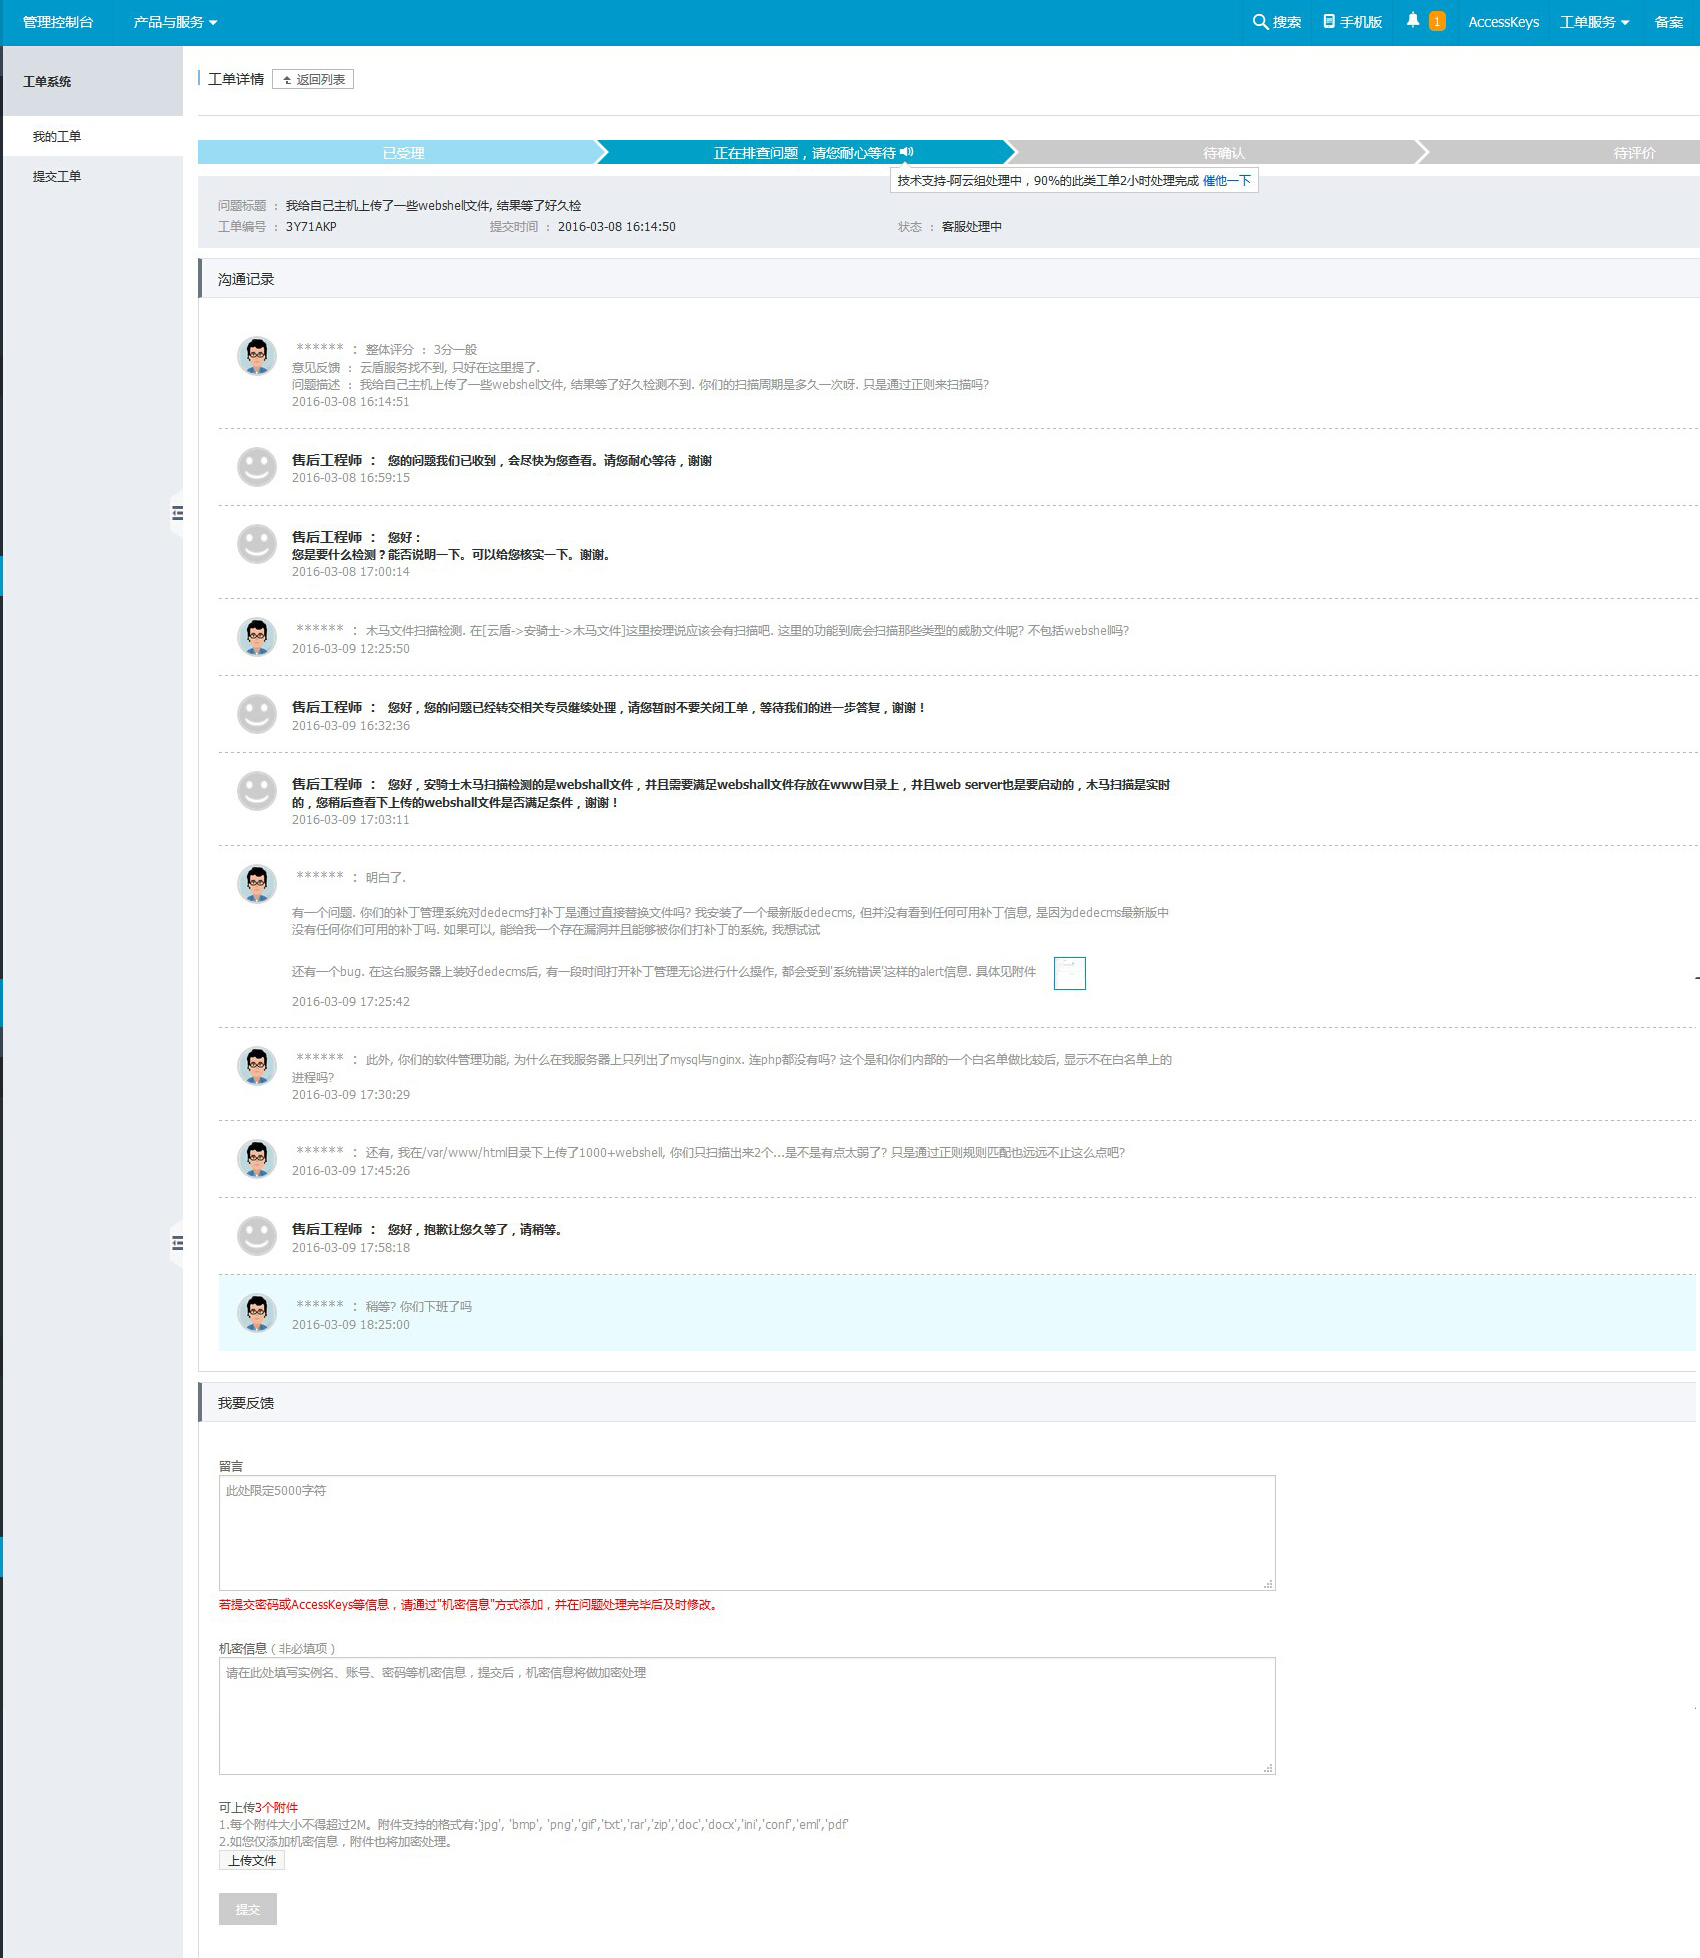 管理控制台 产品与服务 搜索 手机版 1 AccessKeys 工单服务 备案
工单系统
我的工单
提交工单
工单详情 返回列表
已受理 正在排查问题，请您耐心等待 待确认 待评价
技术支持-阿云组处理中，90%的此类工单2小时处理完成 催他一下
问题标题 ： 我给自己主机上传了一些webshell文件, 结果等了好久检
工单编号 ： 3Y71AKP 提交时间 ： 2016-03-08 16:14:50 状态 ： 客服处理中
沟通记录
****** ： 整体评分 ： 3分一般
意见反馈 ： 云盾服务找不到, 只好在这里提了.
问题描述 ： 我给自己主机上传了一些webshell文件, 结果等了好久检测不到. 你们的扫描周期是多久一次呀. 只是通过正则来扫描吗?
2016-03-08 16:14:51
售后工程师 ： 您的问题我们已收到，会尽快为您查看。请您耐心等待，谢谢
2016-03-08 16:59:15
售后工程师 ： 您好：
您是要什么检测？能否说明一下。可以给您核实一下。谢谢。
2016-03-08 17:00:14
****** ： 木马文件扫描检测. 在[云盾->安骑士->木马文件]这里按理说应该会有扫描吧. 这里的功能到底会扫描那些类型的威胁文件呢? 不包括webshell吗?
2016-03-09 12:25:50
售后工程师 ： 您好，您的问题已经转交相关专员继续处理，请您暂时不要关闭工单，等待我们的进一步答复，谢谢！
2016-03-09 16:32:36
售后工程师 ： 您好，安骑士木马扫描检测的是webshall文件，并且需要满足webshall文件存放在www目录上，并且web server也是要启动的，木马扫描是实时
的，您稍后查看下上传的webshall文件是否满足条件，谢谢！
2016-03-09 17:03:11
****** ： 明白了.
有一个问题. 你们的补丁管理系统对dedecms打补丁是通过直接替换文件吗? 我安装了一个最新版dedecms, 但并没有看到任何可用补丁信息, 是因为dedecms最新版中
没有任何你们可用的补丁吗. 如果可以, 能给我一个存在漏洞并且能够被你们打补丁的系统, 我想试试
还有一个bug. 在这台服务器上装好dedecms后, 有一段时间打开补丁管理无论进行什么操作, 都会受到'系统错误'这样的alert信息. 具体见附件
2016-03-09 17:25:42
****** ： 此外, 你们的软件管理功能, 为什么在我服务器上只列出了mysql与nginx. 连php都没有吗? 这个是和你们内部的一个白名单做比较后, 显示不在白名单上的
进程吗?
2016-03-09 17:30:29
****** ： 还有, 我在/var/www/html目录下上传了1000+webshell, 你们只扫描出来2个...是不是有点太弱了? 只是通过正则规则匹配也远远不止这么点吧?
2016-03-09 17:45:26
售后工程师 ： 您好，抱歉让您久等了，请稍等。
2016-03-09 17:58:18
****** ： 稍等? 你们下班了吗
2016-03-09 18:25:00
我要反馈
留言
此处限定5000字符
若提交密码或AccessKeys等信息，请通过"机密信息"方式添加，并在问题处理完毕后及时修改。
机密信息（非必填项）
请在此处填写实例名、账号、密码等机密信息，提交后，机密信息将做加密处理
可上传3个附件
1.每个附件大小不得超过2M。附件支持的格式有:'jpg', 'bmp', 'png','gif','txt','rar','zip','doc','docx','ini','conf','eml','pdf'
2.如您仅添加机密信息，附件也将加密处理。
上传文件
提交